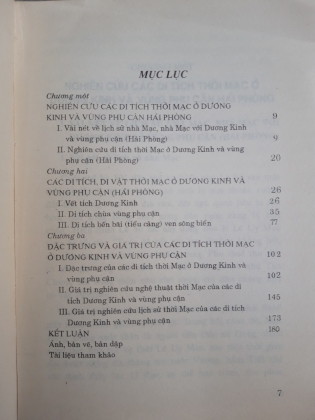 MỤC LỤC
Chương một
NGHIÊN CỨU CÁC DI TÍCH THỜI MẠC Ở DƯƠNG
KINH VÀ VÙNG PHỤ CẬN HẢI PHÒNG 9
I. Vài nét về lịch sử nhà Mạc, nhà Mạc với Dương Kinh và
vùng phụ cận (Hải Phòng) 9
II. Nghiên cứu di tích thời Mạc ở Dương Kinh và vùng
phụ cận (Hải Phòng) 20
Chương hai
CÁC DI TÍCH, DI VẬT THỜI MẠC Ở DƯƠNG KINH VÀ
VÙNG PHỤ CẬN (HẢI PHÒNG) 26
I. Vết tích Dương Kinh 26
II. Di tích chùa vùng phụ cận 35
III. Di tích bến bãi (tiểu cảng) ven sông biển 77
Chương ba
ĐẶC TRƯNG VÀ GIÁ TRỊ CỦA CÁC DI TÍCH THỜI MẠC
Ở DƯƠNG KINH VÀ VÙNG PHỤ CẬN 102
I. Đặc trưng của các di tích thời Mạc ở Dương Kinh và
vùng phụ cận 102
II. Giá trị nghiên cứu nghệ thuật thời Mạc của các di
tích Dương Kinh và vùng phụ cận 145
III. Giá trị nghiên cứu lịch sử thời Mạc của các di tích
Dương Kinh và vùng phụ cận 173
KẾT LUẬN 180
Ảnh, bản vẽ, bản dập
Tài liệu tham khảo
7